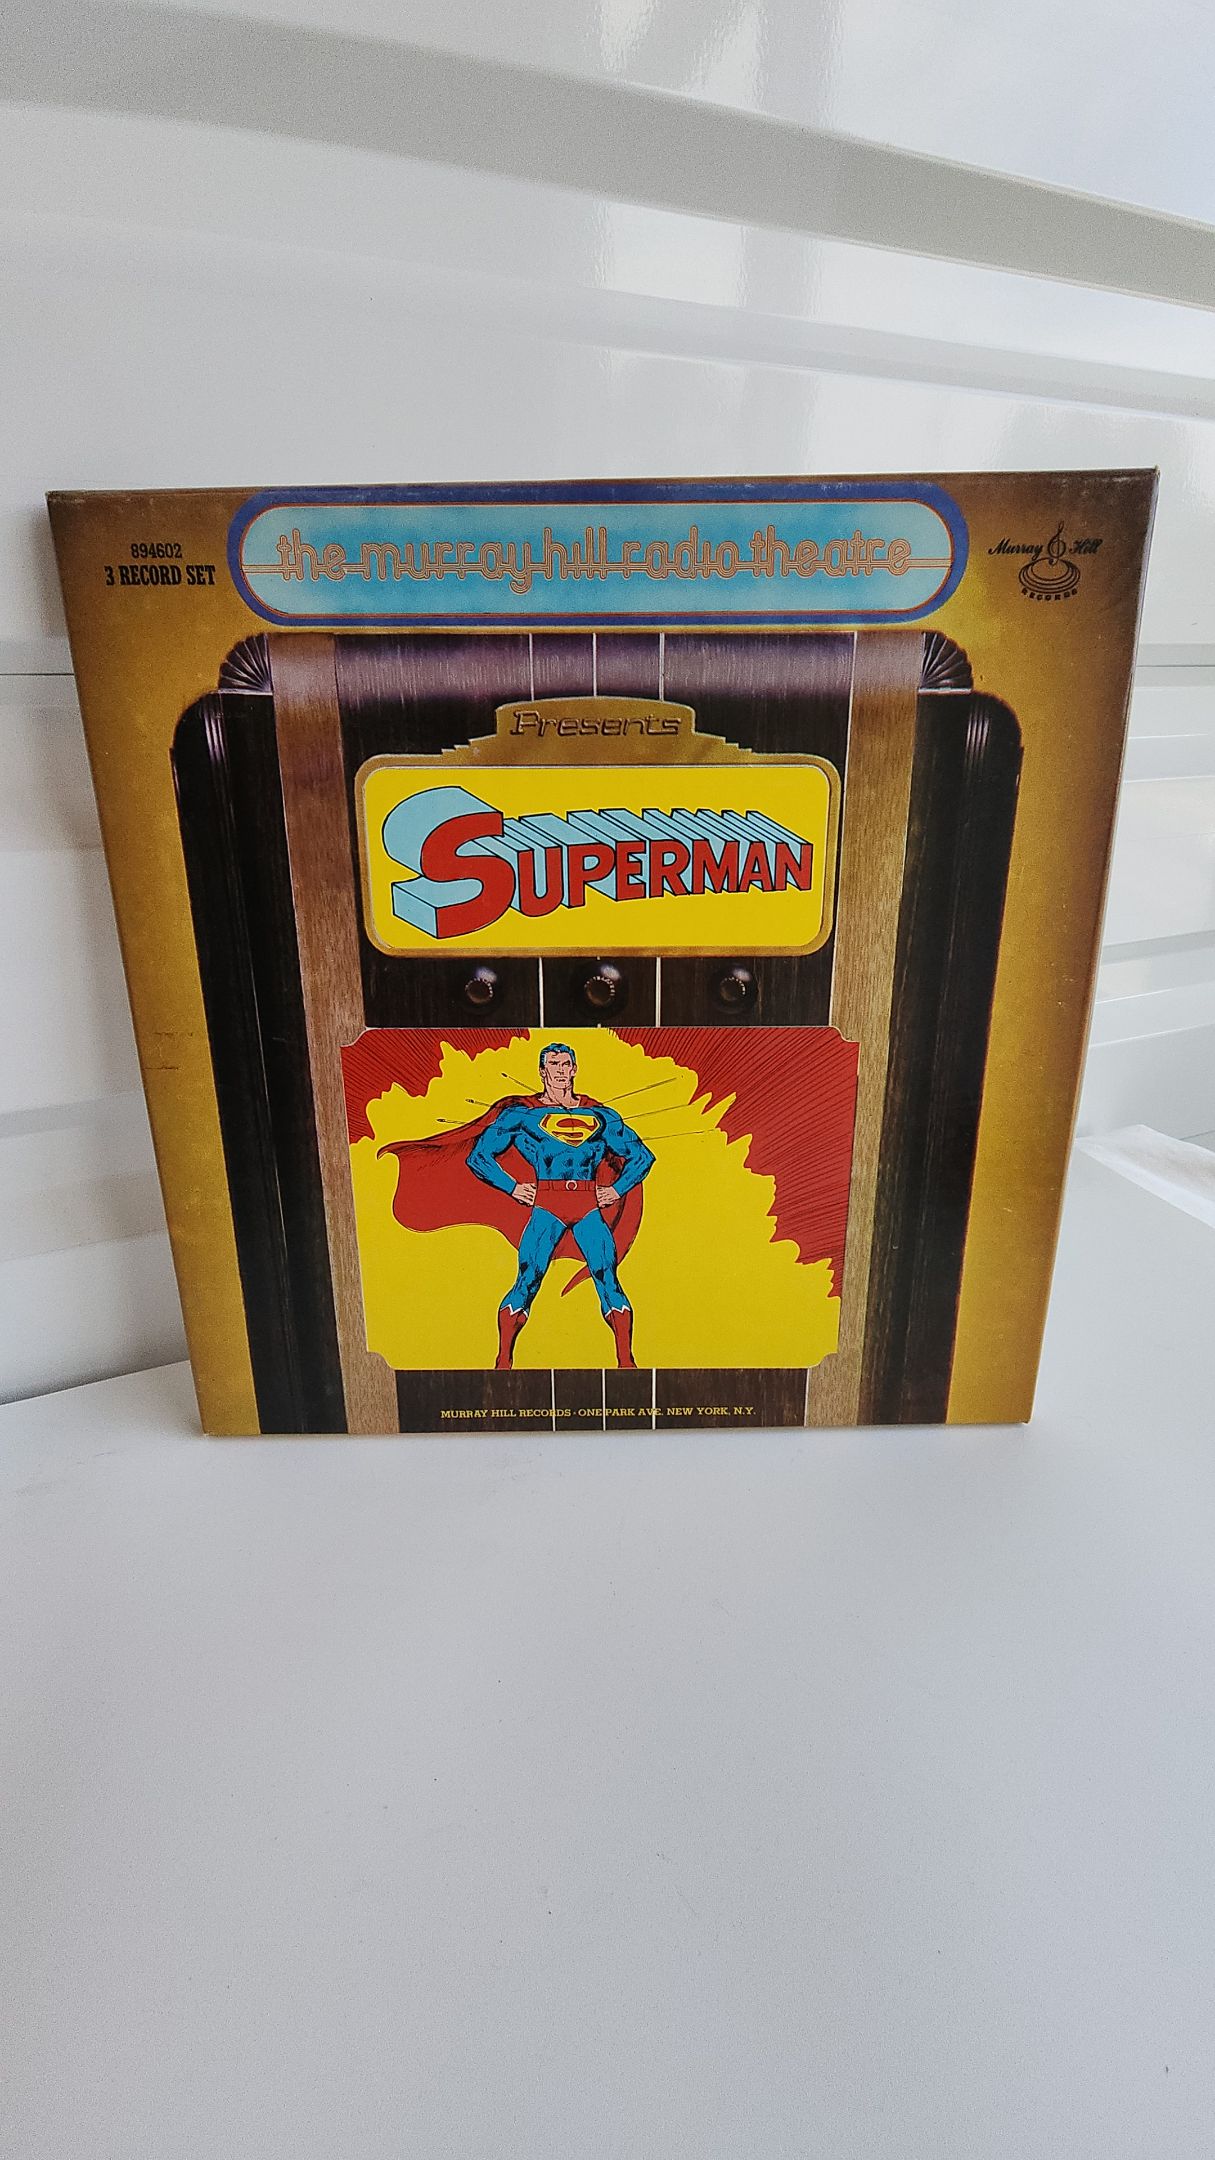 the murray hill radio theatre
894602
3 RECORD SET
Murray Hill
RECORDS
Presents
SUPERMAN
S
MURRAY HILL RECORDS · ONE PARK AVE. NEW YORK, N.Y.